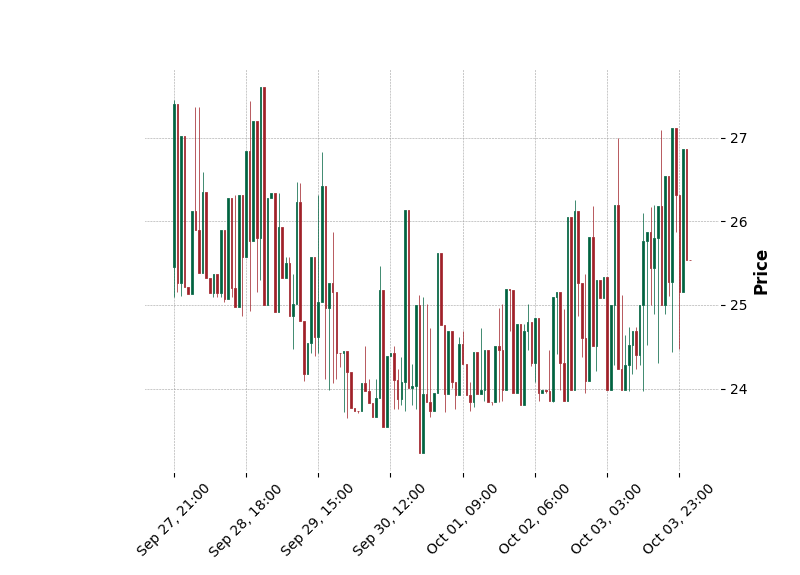 27
26
25
24
Price
Sep 27, 21:00
Sep 28, 18:00
Sep 29, 15:00
Sep 30, 12:00
Oct 01, 09:00
Oct 02, 06:00
Oct 03, 03:00
Oct 03, 23:00